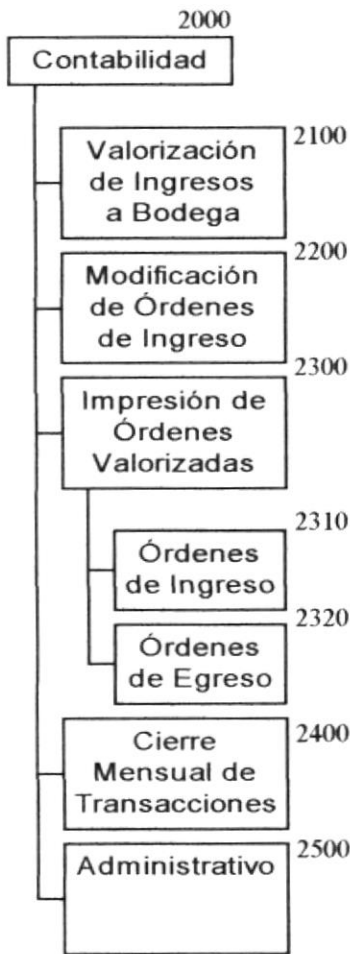 2000
Contabilidad
2100
Valorización
de Ingresos
a Bodega
2200
Modificación
de Órdenes
de Ingreso
2300
Impresión de
Órdenes
Valorizadas
2310
Órdenes
de Ingreso
2320
Órdenes
de Egreso
2400
Cierre
Mensual de
Transacciones
2500
Administrativo